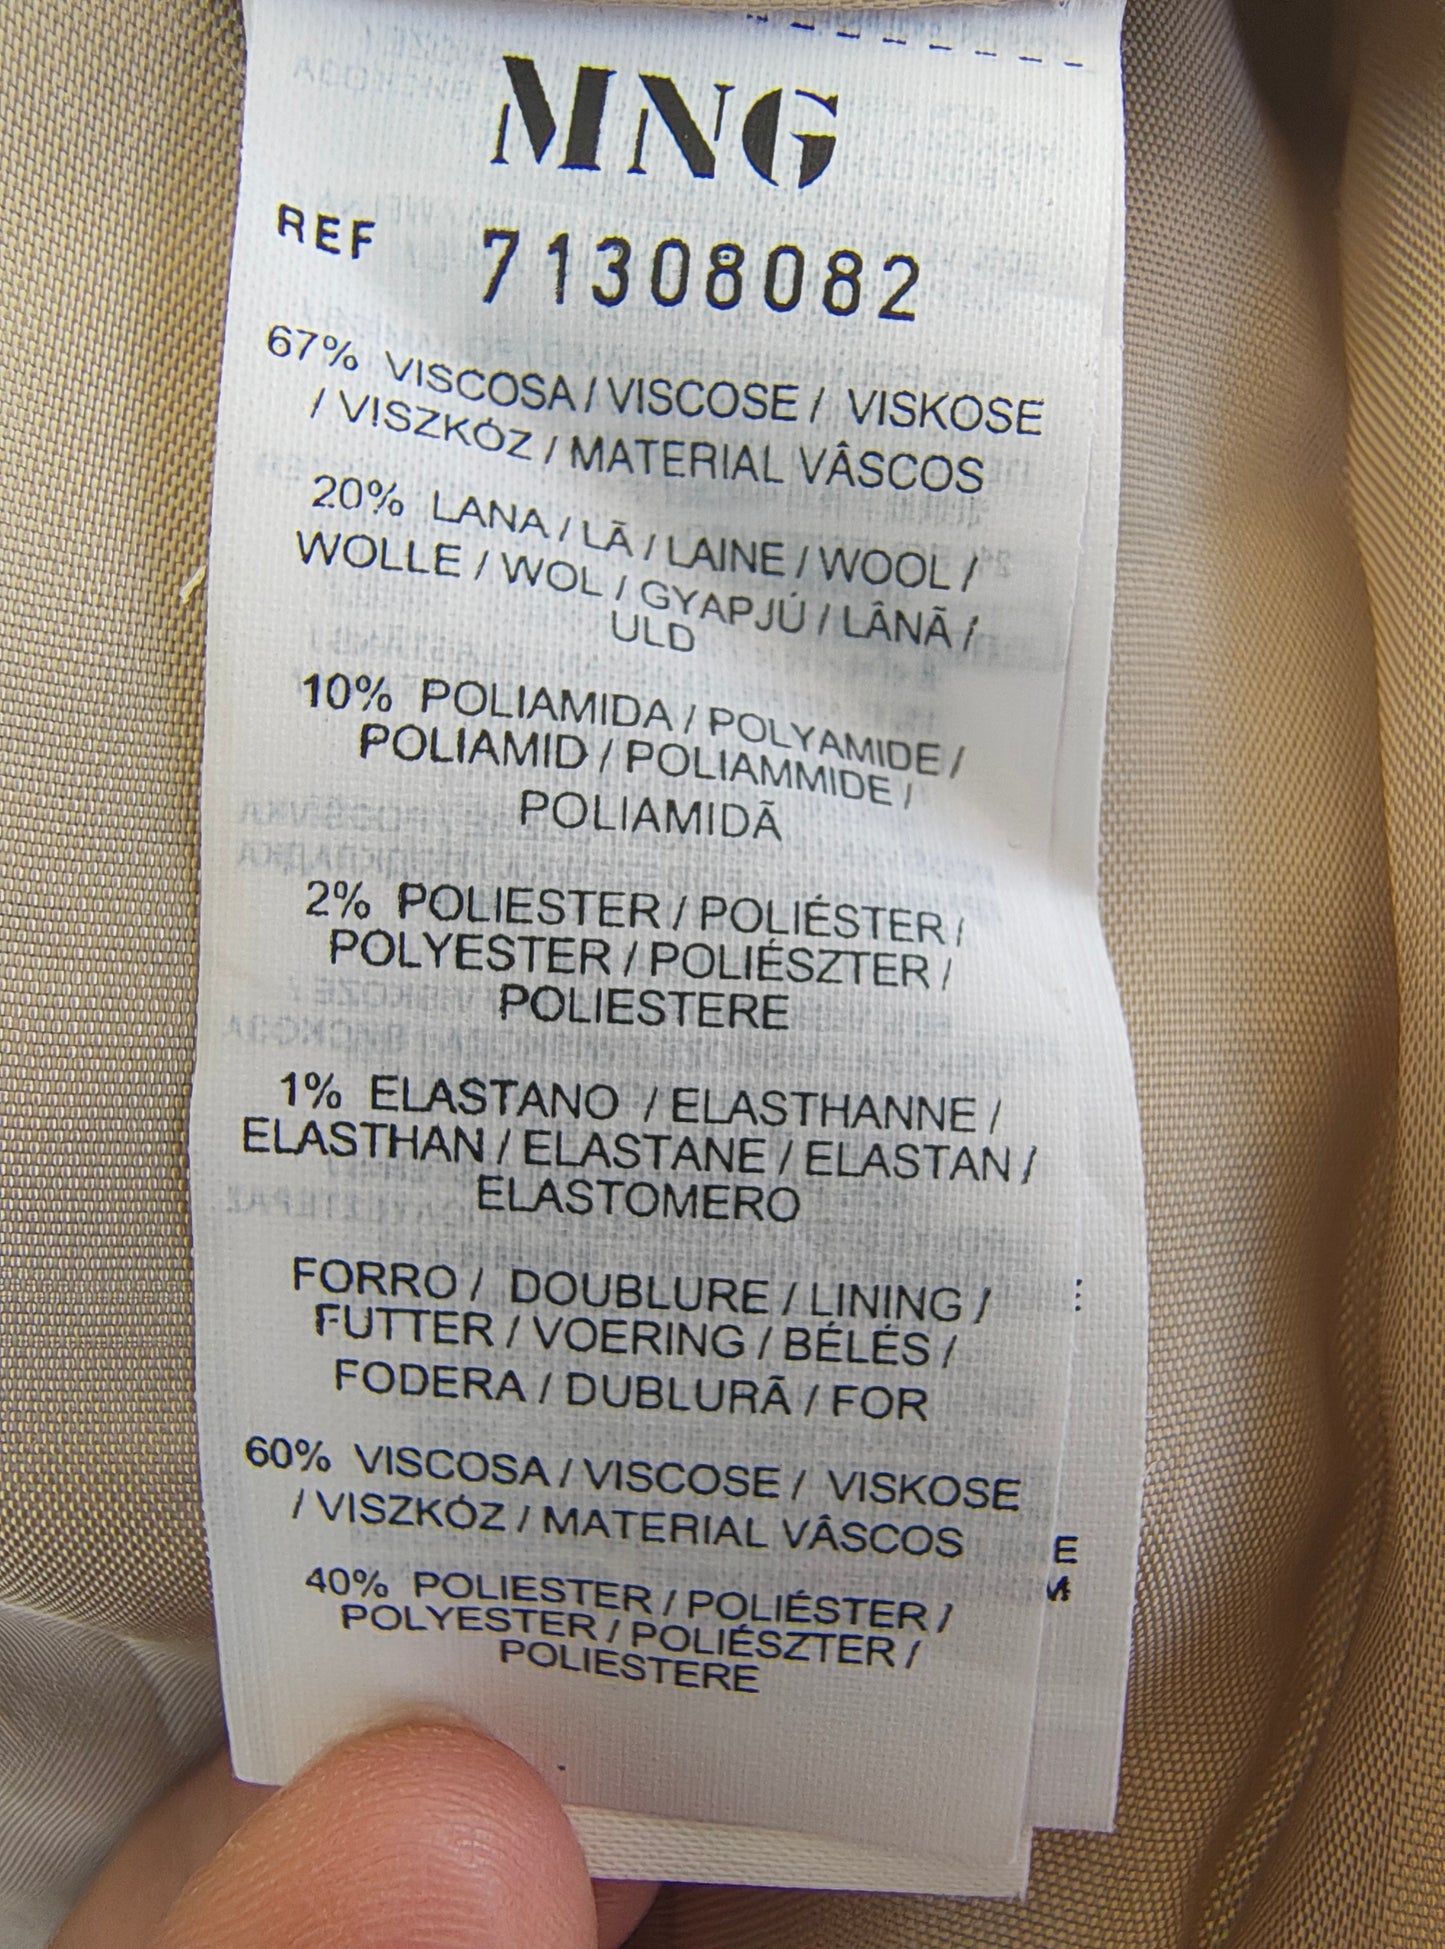 MNG
REF 71308082
67% VISCOSA / VISCOSE / VISKOSE
/ VISZKÓZ / MATERIAL VÂSCOS
20% LANA / LÃ / LAINE / WOOL /
WOLLE / WOL / GYAPJÚ / LÂNÃ /
ULD
10% POLIAMIDA / POLYAMIDE /
POLIAMID / POLIAMMIDE /
POLIAMIDÃ
2% POLIESTER / POLIÉSTER /
POLYESTER / POLIÉSZTER /
POLIESTERE
1% ELASTANO / ELASTHANNE /
ELASTHAN / ELASTANE / ELASTAN /
ELASTOMERO
FORRO / DOUBLURE / LINING /
FUTTER / VOERING / BÉLÉS /
FODERA / DUBLURÃ / FOR
60% VISCOSA / VISCOSE / VISKOSE
/ VISZKÓZ / MATERIAL VÂSCOS
40% POLIESTER / POLIÉSTER /
POLYESTER / POLIÉSZTER /
POLIESTERE